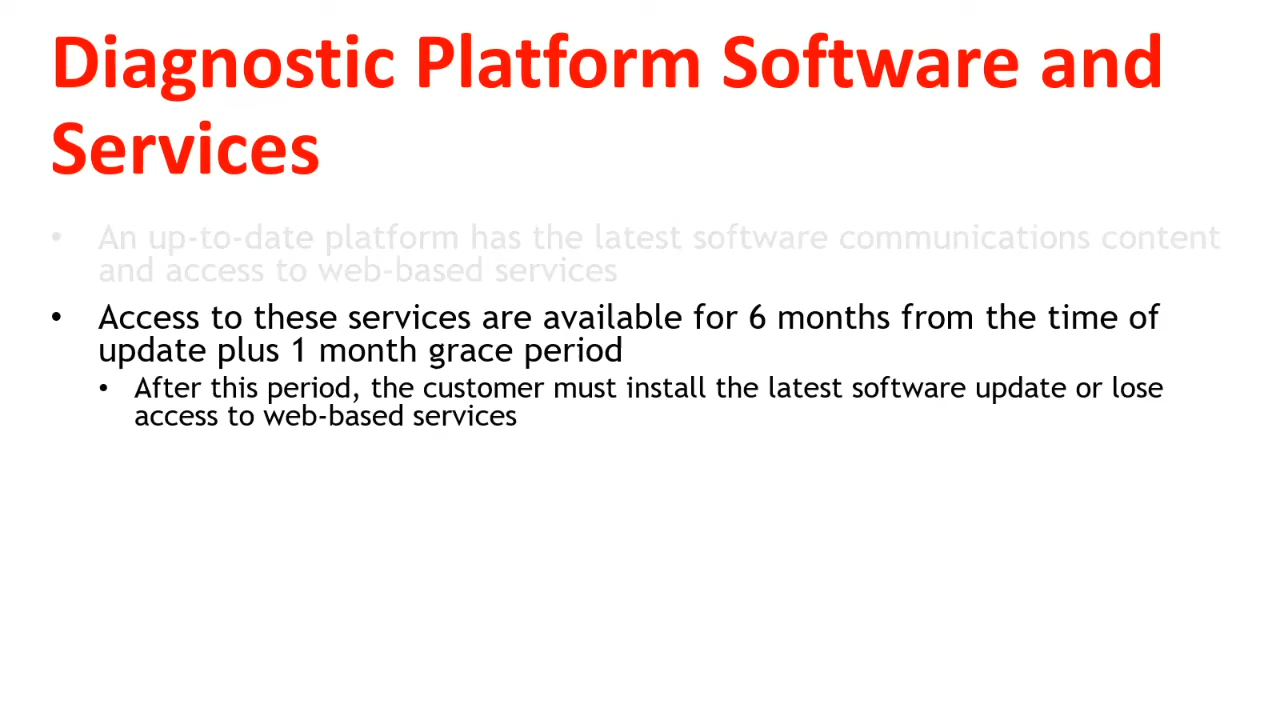 Diagnostic Platform Software and
Services
• An up-to-date platform has the latest software communications content
and access to web-based services
• Access to these services are available for 6 months from the time of
update plus 1 month grace period
• After this period, the customer must install the latest software update or lose
access to web-based services